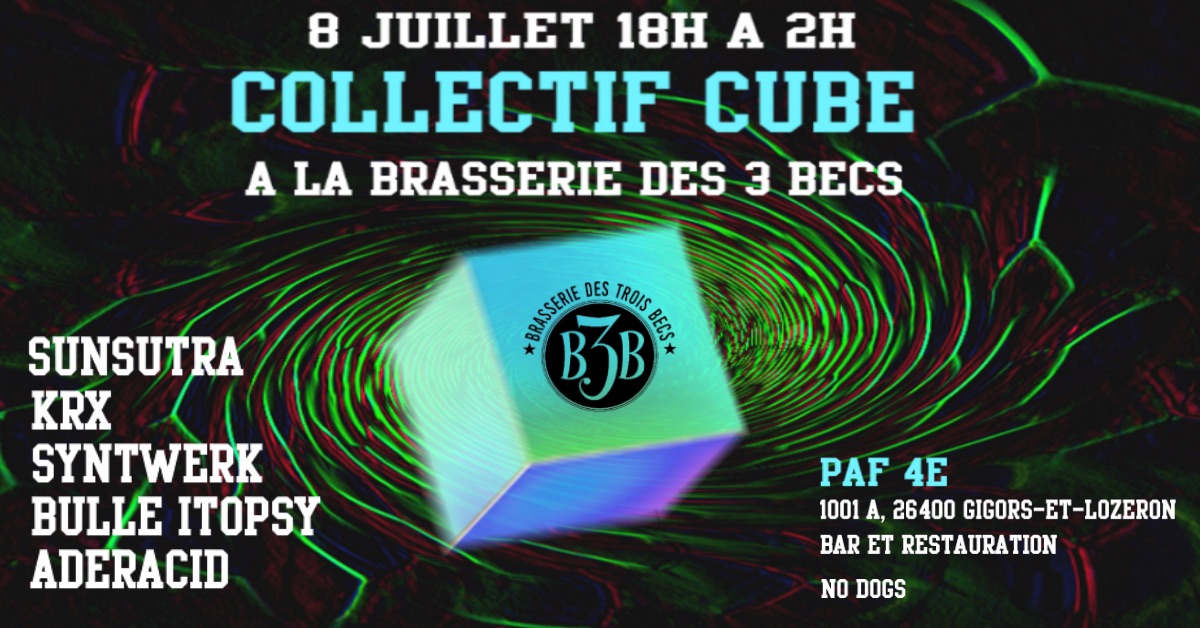 8 JUILLET 18H A 2H
COLLECTIF CUBE
A LA BRASSERIE DES 3 BECS
★ BRASSERIE DES TROIS BECS ★
B3B
SUNSUTRA
KRX
SYNTWERK
BULLE ITOPSY
ADERACID
PAF 4E
1001 A, 26400 GIGORS-ET-LOZERON
BAR ET RESTAURATION
NO DOGS